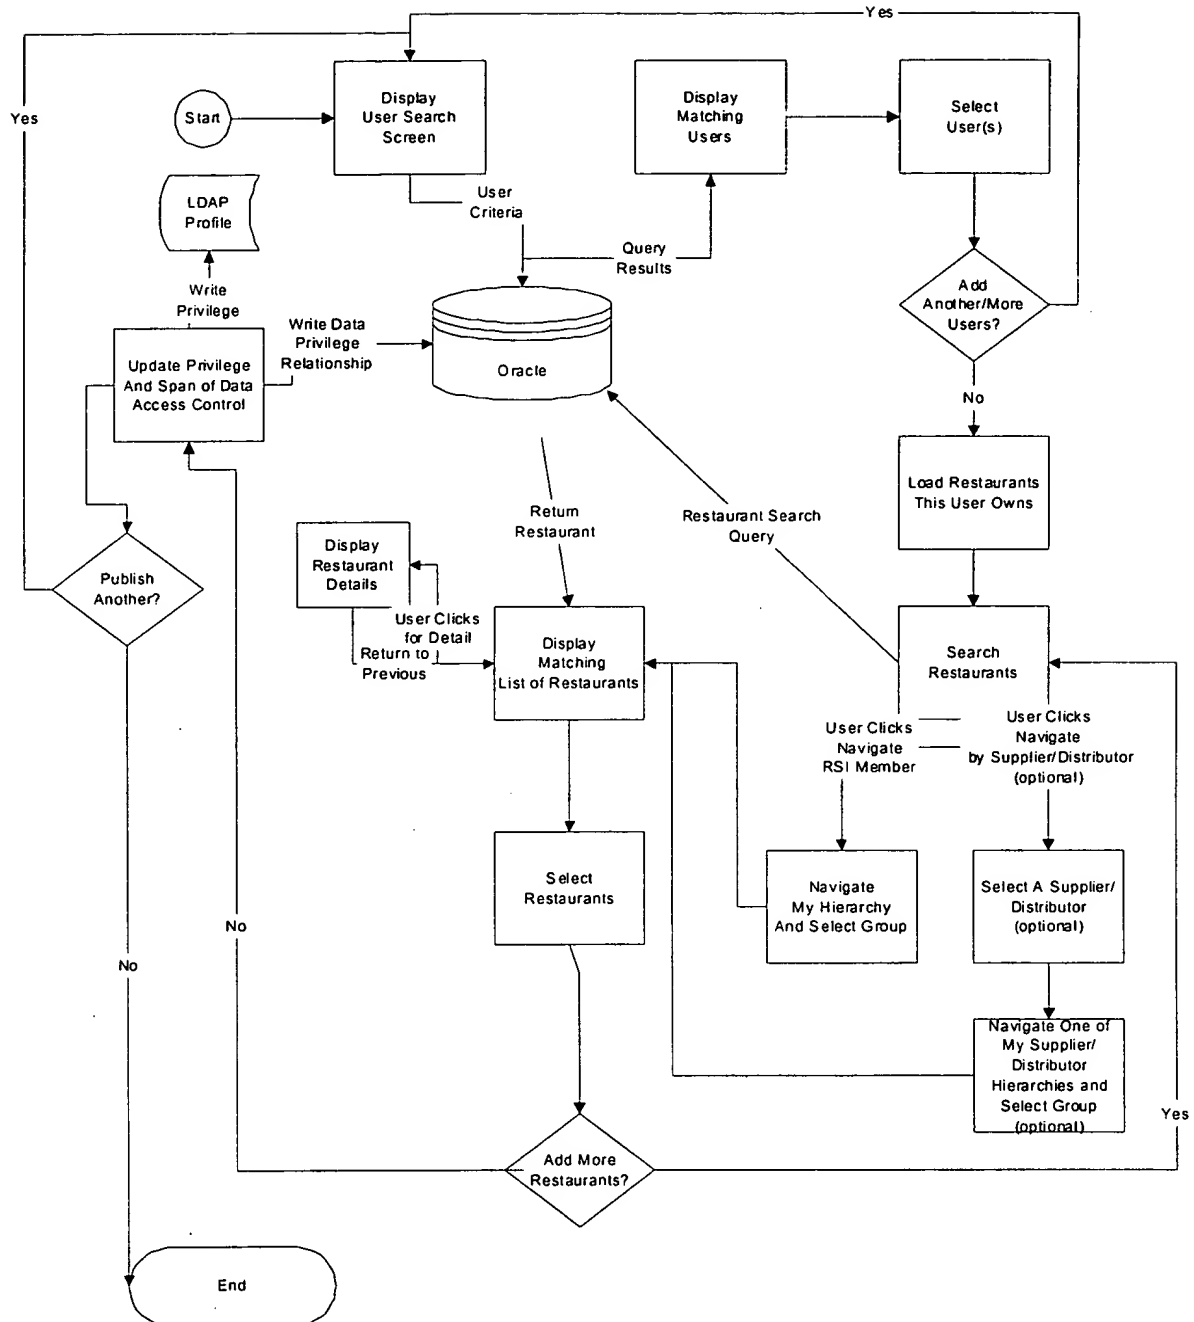 Yes
Yes
Start
Display
User Search
Screen
Display
Matching
Users
Select
User(s)
LDAP
Profile
User
Criteria
Query
Results
Add
Another/More
Users?
Write
Privilege
Write Data
Privilege
Relationship
Update Privilege
And Span of Data
Access Control
Oracle
No
Load Restaurants
This User Owns
Return
Restaurant
Restaurant Search
Query
Display
Restaurant
Details
Publish
Another?
User Clicks
for Detail
Return to
Previous
Display
Matching
List of Restaurants
Search
Restaurants
User Clicks
Navigate
RSI Member
User Clicks
Navigate
by Supplier/Distributor
(optional)
Select
Restaurants
Navigate
My Hierarchy
And Select Group
Select A Supplier/
Distributor
(optional)
No
No
Navigate One of
My Supplier/
Distributor
Hierarchies and
Select Group
(optional)
Yes
Add More
Restaurants?
End